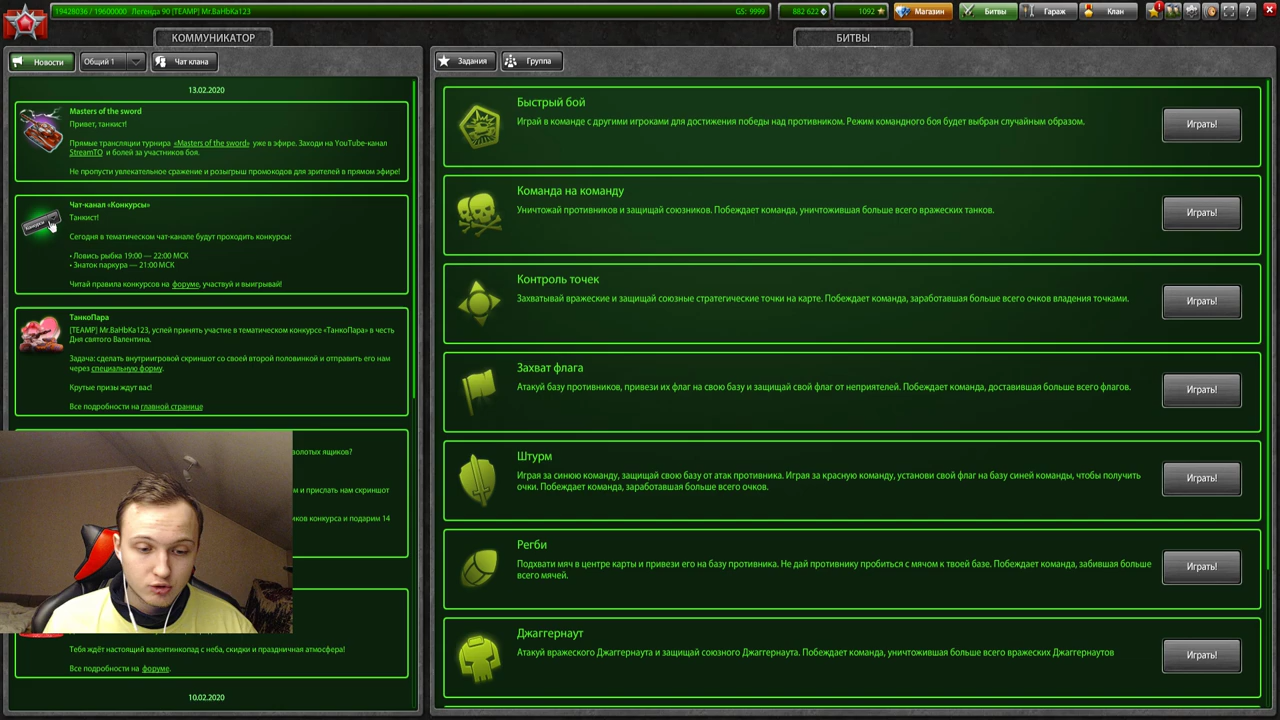 19428036 / 19600000 Легенда 90 [TEAMP] Mr.BaHbKa123
GS: 9999
882 622
1092
Магазин
Битвы
Гараж
Клан
КОММУНИКАТОР
БИТВЫ
Новости
Общий 1
Чат клана
Задания
Группа
13.02.2020
Masters of the sword
Привет, танкист!
Прямые трансляции турнира «Masters of the sword» уже в эфире. Заходи на YouTube-канал
StreamTO и болей за участников боя.
Не пропусти увлекательное сражение и розыгрыш промокодов для зрителей в прямом эфире!
Чат-канал «Конкурсы»
Танкист!
Сегодня в тематическом чат-канале будут проходить конкурсы:
• Ловись рыбка 19:00 — 22:00 МСК
• Знаток паркура — 21:00 МСК
Читай правила конкурсов на форуме, участвуй и выигрывай!
ТанкоПара
[TEAMP] Mr.BaHbKa123, успей принять участие в тематическом конкурсе «ТанкоПара» в честь
Дня святого Валентина.
Задача: сделать внутриигровой скриншот со своей второй половинкой и отправить его нам
через специальную форму.
Крутые призы ждут вас!
Все подробности на главной странице
золотых ящиков?
м и прислать нам скриншот
иков конкурса и подарим 14
Тебя ждёт настоящий валентинкопад с неба, скидки и праздничная атмосфера!
Все подробности на форуме.
10.02.2020
Быстрый бой
Играй в команде с другими игроками для достижения победы над противником. Режим командного боя будет выбран случайным образом.
Играть!
Команда на команду
Уничтожай противников и защищай союзников. Побеждает команда, уничтожившая больше всего вражеских танков.
Играть!
Контроль точек
Захватывай вражеские и защищай союзные стратегические точки на карте. Побеждает команда, заработавшая больше всего очков владения точками.
Играть!
Захват флага
Атакуй базу противников, привези их флаг на свою базу и защищай свой флаг от неприятелей. Побеждает команда, доставившая больше всего флагов.
Играть!
Штурм
Играя за синюю команду, защищай свою базу от атак противника. Играя за красную команду, установи свой флаг на базу синей команды, чтобы получить
очки. Побеждает команда, заработавшая больше всего очков.
Играть!
Регби
Подхвати мяч в центре карты и привези его на базу противника. Не дай противнику пробиться с мячом к твоей базе. Побеждает команда, забившая больше
всего мячей.
Играть!
Джаггернаут
Атакуй вражеского Джаггернаута и защищай союзного Джаггернаута. Побеждает команда, уничтожившая больше всего вражеских Джаггернаутов
Играть!